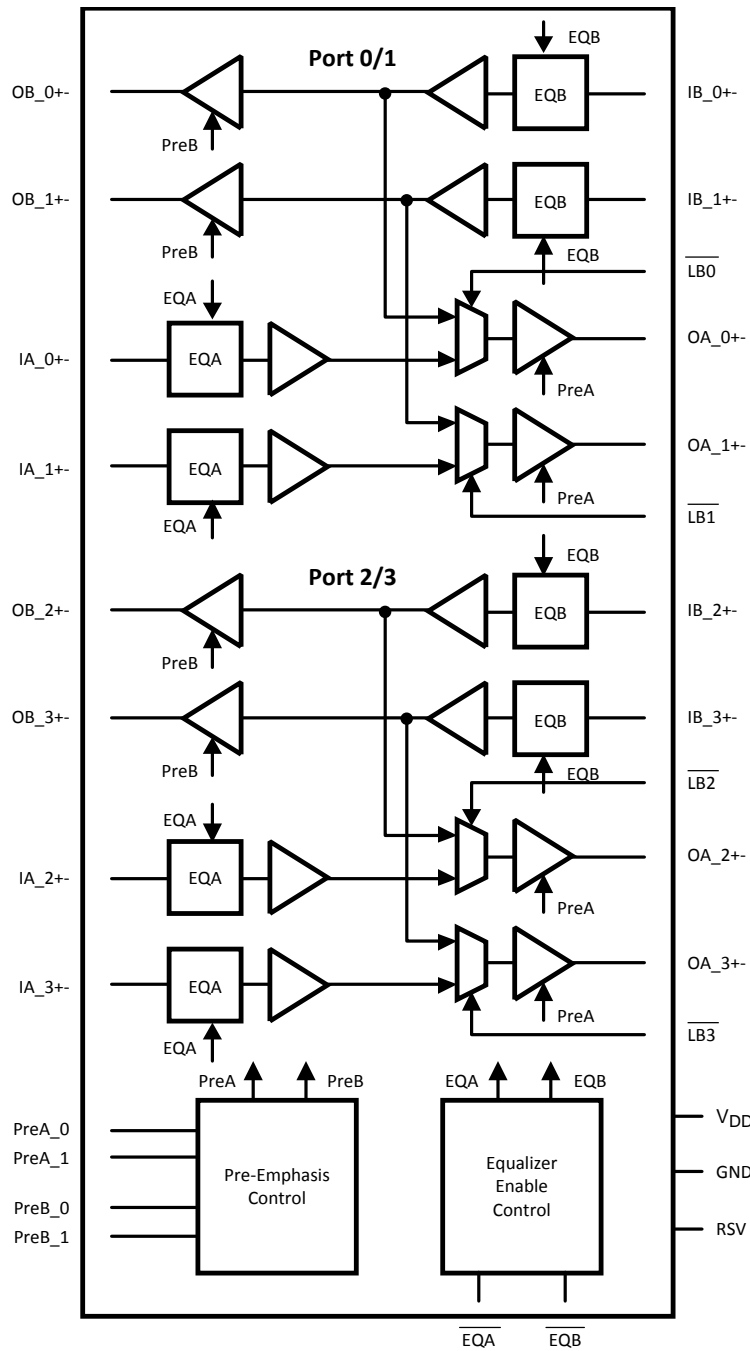 Port 0/1
EQB
OB_0+-
EQB
IB_0+-
PreB
OB_1+-
EQB
IB_1+-
PreB
EQB
LB0
EQA
IA_0+-
EQA
OA_0+-
PreA
IA_1+-
EQA
OA_1+-
PreA
EQA
LB1
Port 2/3
EQB
OB_2+-
EQB
IB_2+-
PreB
OB_3+-
EQB
IB_3+-
PreB
EQB
LB2
EQA
IA_2+-
EQA
OA_2+-
PreA
IA_3+-
EQA
OA_3+-
PreA
EQA
LB3
PreA
PreB
EQA
EQB
PreA_0
PreA_1
PreB_0
PreB_1
Pre-Emphasis
Control
Equalizer
Enable
Control
VDD
GND
RSV
EQA
EQB